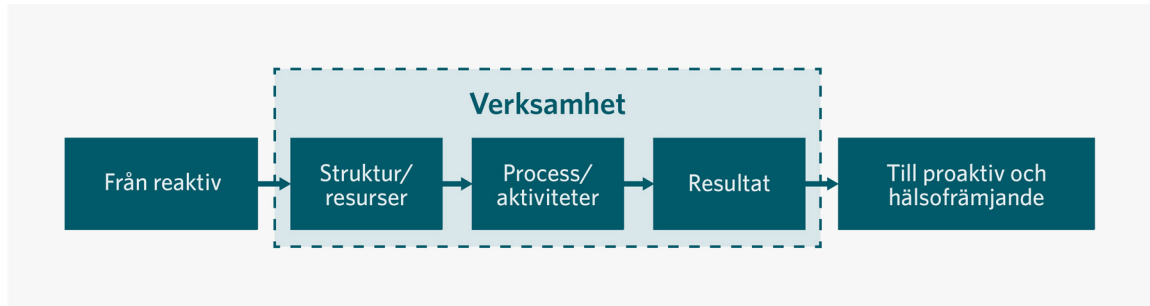 Verksamhet
Från reaktiv
Struktur/
resurser
Process/
aktiviteter
Resultat
Till proaktiv och
hälsofrämjande